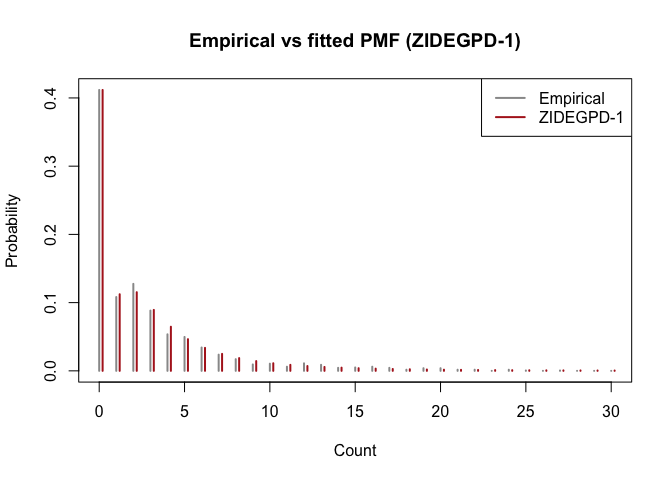 Empirical vs fitted PMF (ZIDEGPD-1)
Empirical
ZIDEGPD-1
Probability
0.4
0.3
0.2
0.1
0.0
0 5 10 15 20 25 30
Count